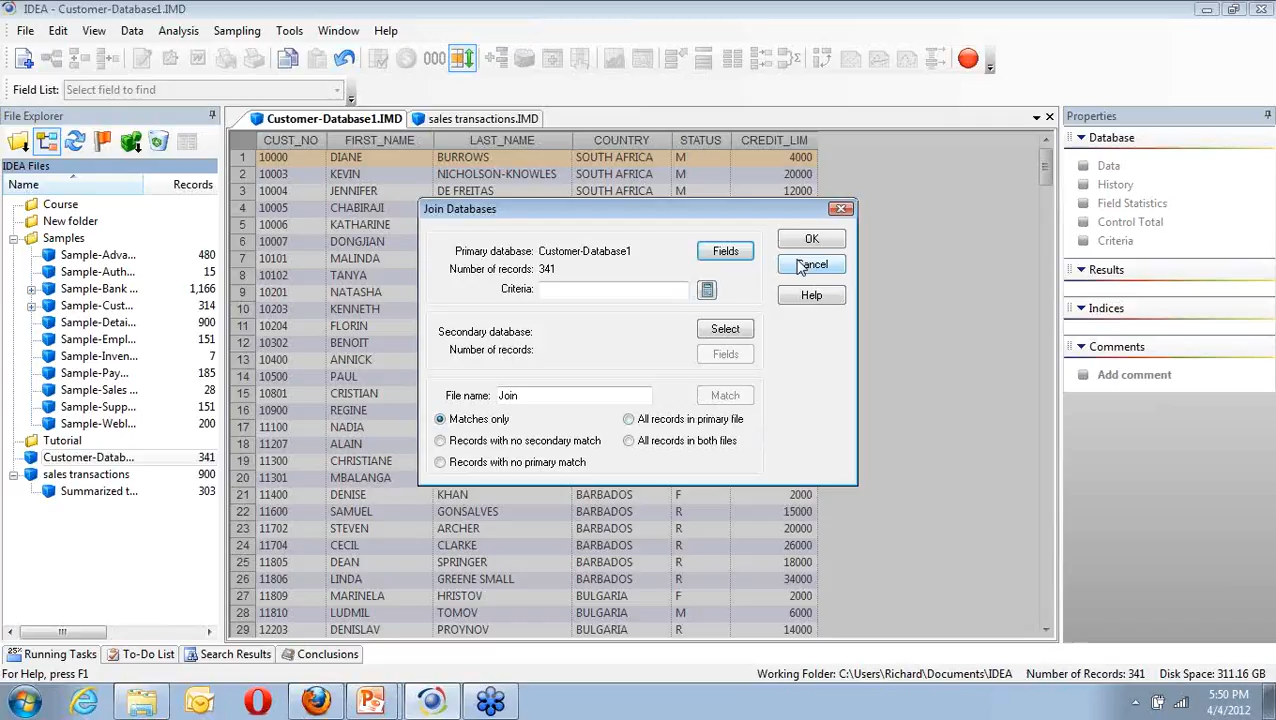 IDEA - Customer-Database1.IMD
File Edit View Data Analysis Sampling Tools Window Help
Field List: Select field to find
File Explorer
IDEA Files
Name Records
Course
New folder
Samples
Sample-Adva... 480
Sample-Auth... 15
Sample-Bank ... 1,166
Sample-Cust... 314
Sample-Detai... 900
Sample-Empl... 151
Sample-Inven... 7
Sample-Pay... 36
Sample-Sales ... 28
Sample-Supp... 151
Sample-Webl... 200
Tutorial
Customer-Datab... 341
sales transactions 900
Summarized t... 303
Customer-Database1.IMD sales transactions.IMD
CUST_NO FIRST_NAME LAST_NAME COUNTRY STATUS CREDIT_LIM
1 10000 DIANE BURROWS SOUTH AFRICA M 4000
2 10003 KEVIN NICHOLSON-KNOWLES SOUTH AFRICA M 20000
3 10004 JENNIFER DE FREITAS SOUTH AFRICA M 12000
4 10005 CHABIRAJI
5 10006 KATHARINE
6 10007 DONGJIAN
7 10101 MALINDA
8 10102 TANYA
9 10201 NATASHA
10 10203 KENNETH
11 10204 FLORIN
12 10302 BENOIT
13 10400 ANNICK
14 10500 PAUL
15 10801 CRISTIAN
16 10900 REGINE
17 11100 NADIA
18 11207 ALAIN
19 11300 CHRISTIANE
20 11301 MBALANGA
21 11400 DENISE KHAN BARBADOS F 2000
22 11600 SAMUEL GONSALVES BARBADOS R 15000
23 11702 STEVEN ARCHER BARBADOS R 20000
24 11704 CECIL CLARKE BARBADOS R 26000
25 11805 DEAN SPRINGER BARBADOS R 18000
26 11806 LINDA GREENE SMALL BARBADOS R 34000
27 11809 MARINELA HRISTOV BULGARIA F 2000
28 11810 LUDMIL TOMOV BULGARIA M 6000
29 12203 DENISLAV PROYNOV BULGARIA R 14000
Join Databases
Primary database: Customer-Database1 Fields
Number of records: 341
Criteria:
OK
Cancel
Help
Secondary database: Select
Number of records: Fields
File name: Join Match
Matches only All records in primary file
Records with no secondary match All records in both files
Records with no primary match
Properties
Database
Data
History
Field Statistics
Control Total
Criteria
Results
Indices
Comments
Add comment
Running Tasks To-Do List Search Results Conclusions
For Help, press F1 Working Folder: C:\Users\Richard\Documents\IDEA Number of Records: 341 Disk Space: 311.16 GB
5:50 PM
4/4/2012